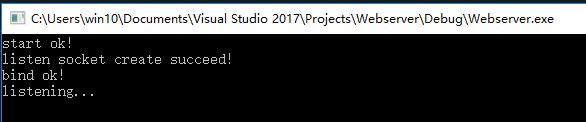 C:\Users\win10\Documents\Visual Studio 2017\Projects\Webserver\Debug\Webserver.exe
start ok!
listen socket create succeed!
bind ok!
listening...